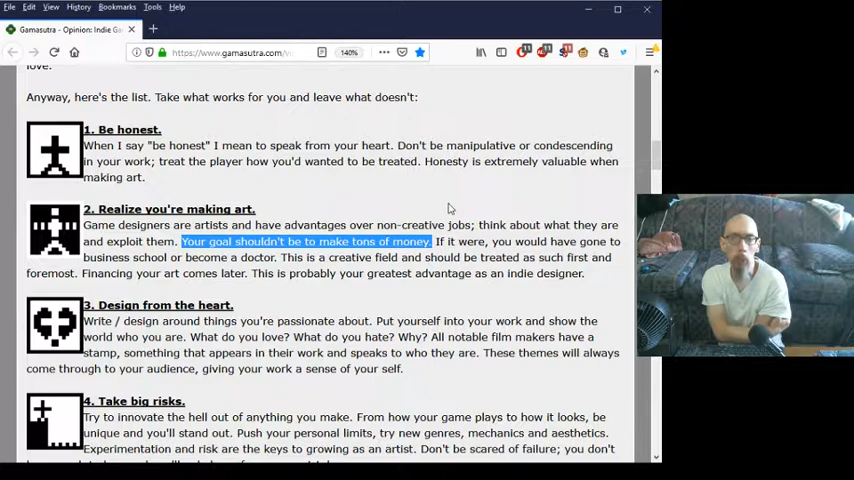 File Edit View History Bookmarks Tools Help
Gamasutra - Opinion: Indie Ga
https://www.gamasutra.com/v
140%
11 11 11
love.
Anyway, here's the list. Take what works for you and leave what doesn't:
1. Be honest.
When I say "be honest" I mean to speak from your heart. Don't be manipulative or condescending
in your work; treat the player how you'd wanted to be treated. Honesty is extremely valuable when
making art.
2. Realize you're making art.
Game designers are artists and have advantages over non-creative jobs; think about what they are
and exploit them. Your goal shouldn't be to make tons of money. If it were, you would have gone to
business school or become a doctor. This is a creative field and should be treated as such first and
foremost. Financing your art comes later. This is probably your greatest advantage as an indie designer.
3. Design from the heart.
Write / design around things you're passionate about. Put yourself into your work and show the
world who you are. What do you love? What do you hate? Why? All notable film makers have a
stamp, something that appears in their work and speaks to who they are. These themes will always
come through to your audience, giving your work a sense of your self.
4. Take big risks.
Try to innovate the hell out of anything you make. From how your game plays to how it looks, be
unique and you'll stand out. Push your personal limits, try new genres, mechanics and aesthetics.
Experimentation and risk are the keys to growing as an artist. Don't be scared of failure; you don't